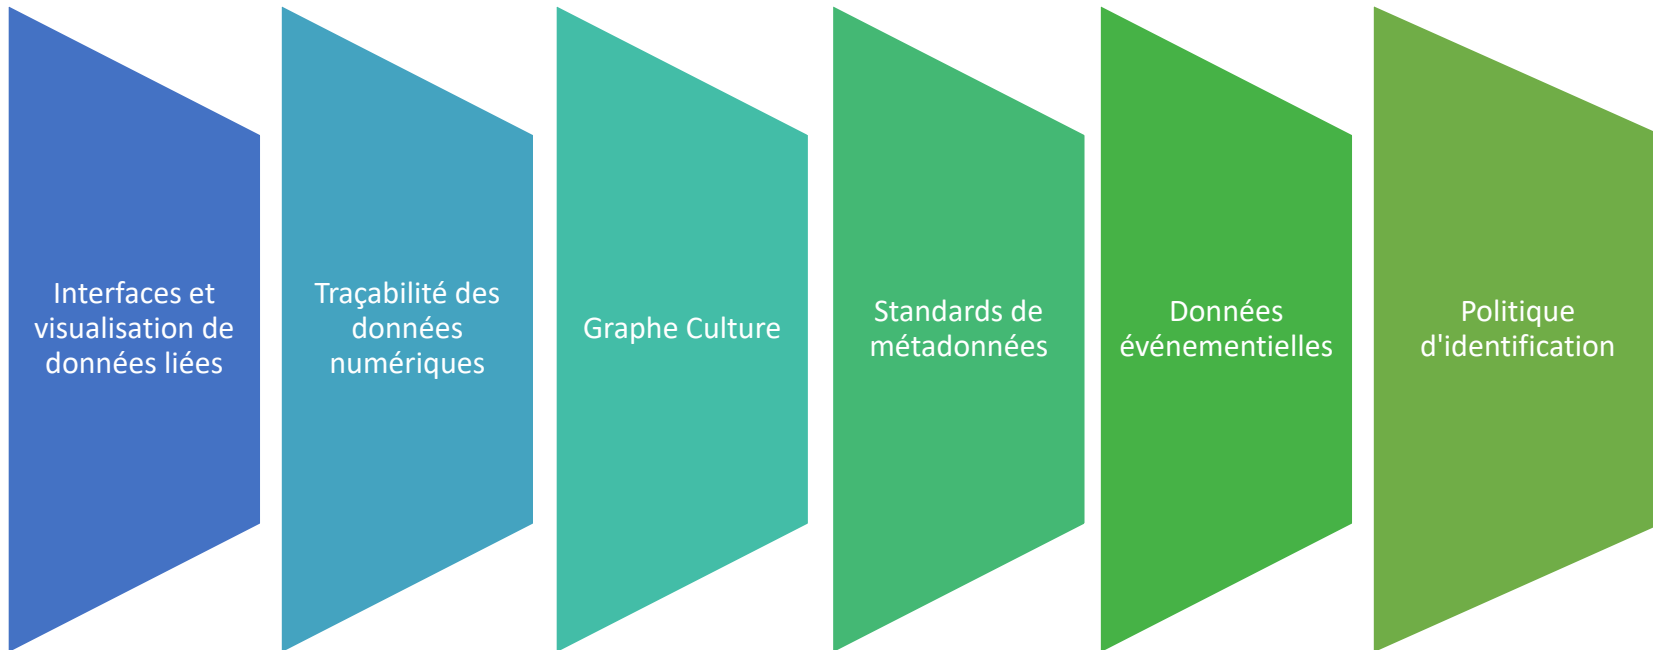 Interfaces et
visualisation de
données liées
Traçabilité des
données
numériques
Graphe Culture
Standards de
métadonnées
Données
événementielles
Politique
d'identification